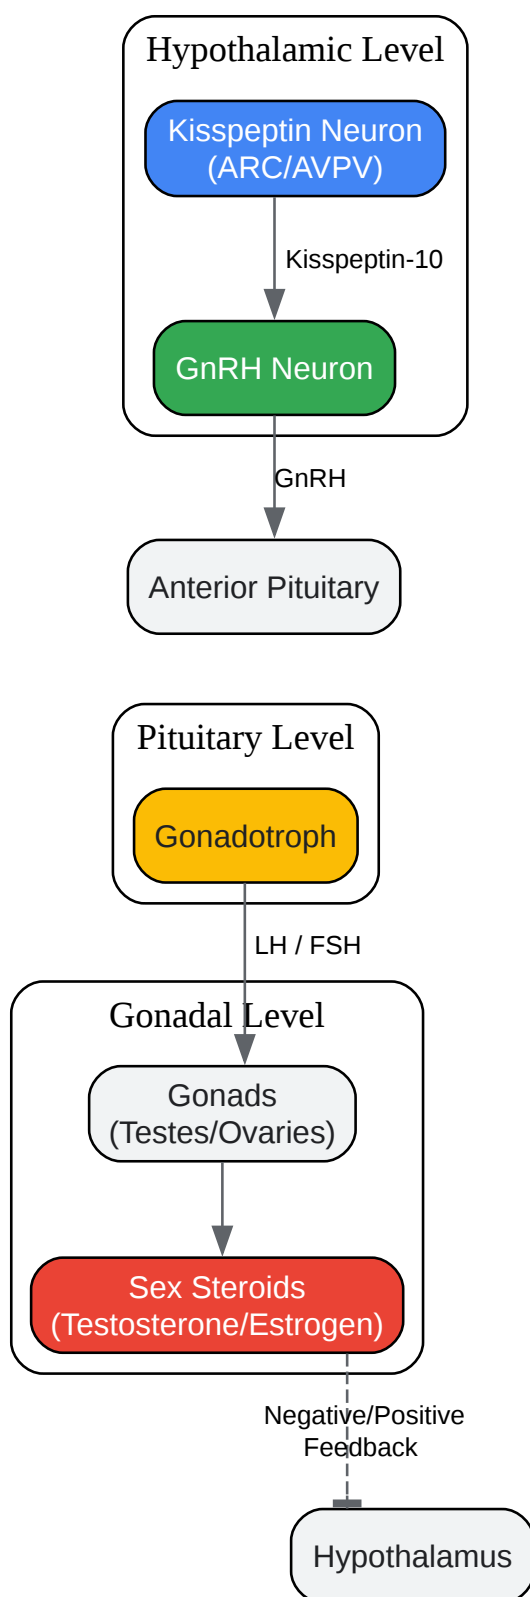 Hypothalamic Level
Kisspeptin Neuron
(ARC/AVPV)
Kisspeptin-10
GnRH Neuron
GnRH
Anterior Pituitary
Pituitary Level
Gonadotroph
LH / FSH
Gonadal Level
Gonads
(Testes/Ovaries)
Sex Steroids
(Testosterone/Estrogen)
Negative/Positive
Feedback
Hypothalamus